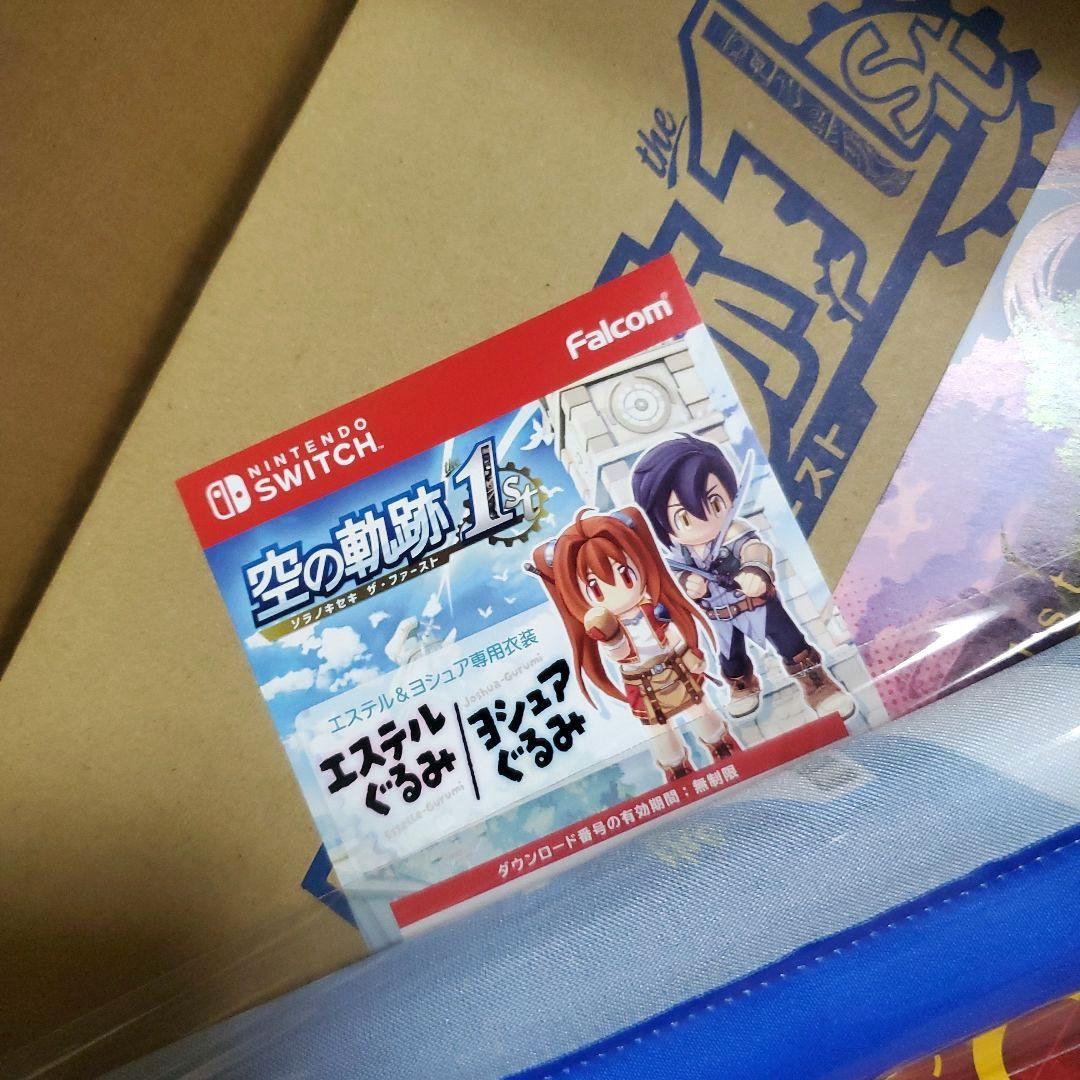 the 1st
Falcom
NINTENDO
SWITCH™
空の軌跡 the 1st
ソラノキセキ ザ・ファースト
エステル&ヨシュア専用衣装
Joshua-Gurumi
エステル
ぐるみ
/
ヨシュア
ぐるみ
Estelle-Gurumi
ダウンロード番号の有効期間:無制限